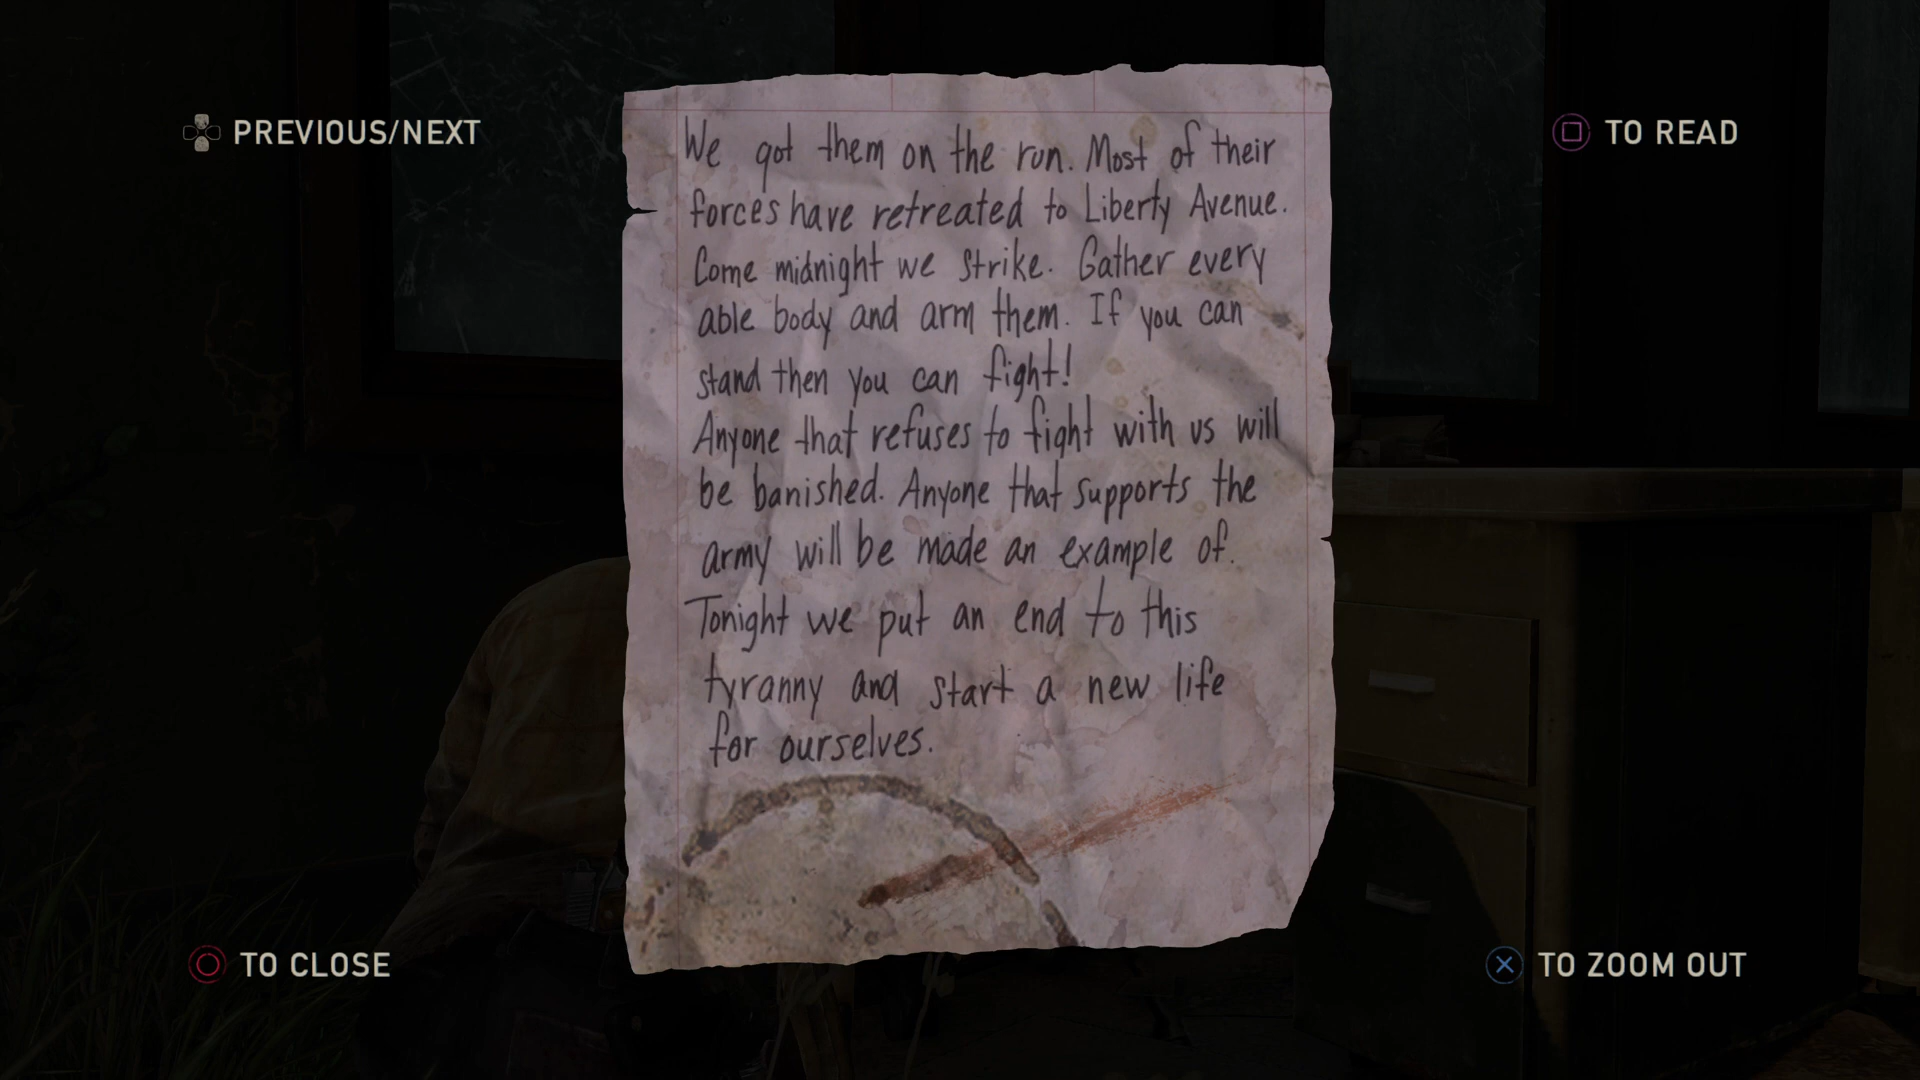 PREVIOUS/NEXT
TO READ
We got them on the run. Most of their
forces have retreated to Liberty Avenue.
Come midnight we strike. Gather every
able body and arm them. If you can
stand then you can fight!
Anyone that refuses to fight with us will
be banished. Anyone that supports the
army will be made an example of.
Tonight we put an end to this
tyranny and start a new life
for ourselves.
TO CLOSE
TO ZOOM OUT